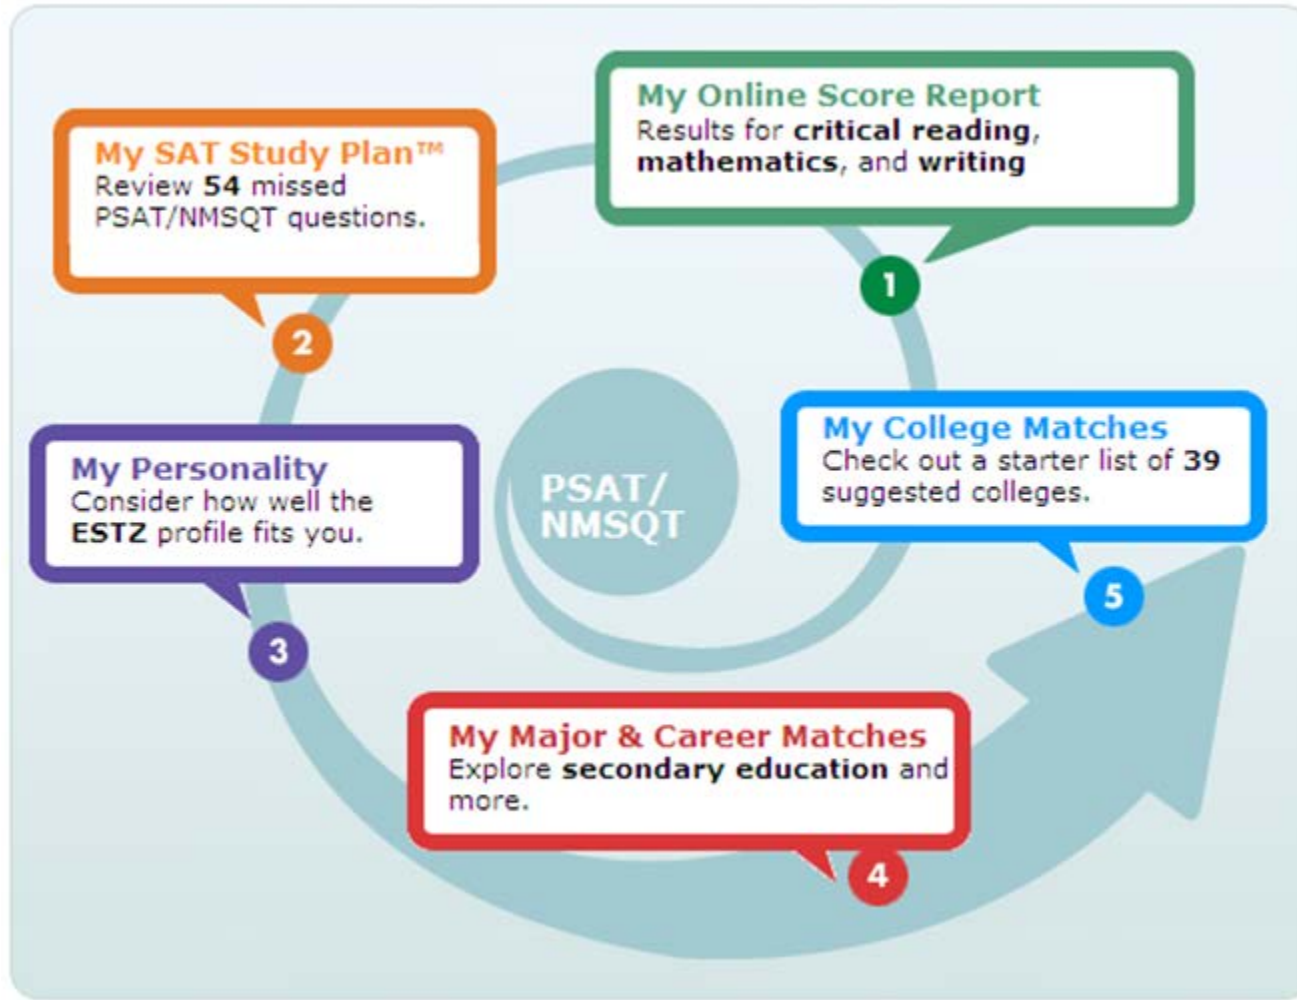 My Online Score Report
Results for critical reading,
mathematics, and writing
1
My SAT Study Plan™
Review 54 missed
PSAT/NMSQT questions.
2
My Personality
Consider how well the
ESTZ profile fits you.
3
My Major & Career Matches
Explore secondary education and
more.
4
My College Matches
Check out a starter list of 39
suggested colleges.
5
PSAT/
NMSQT